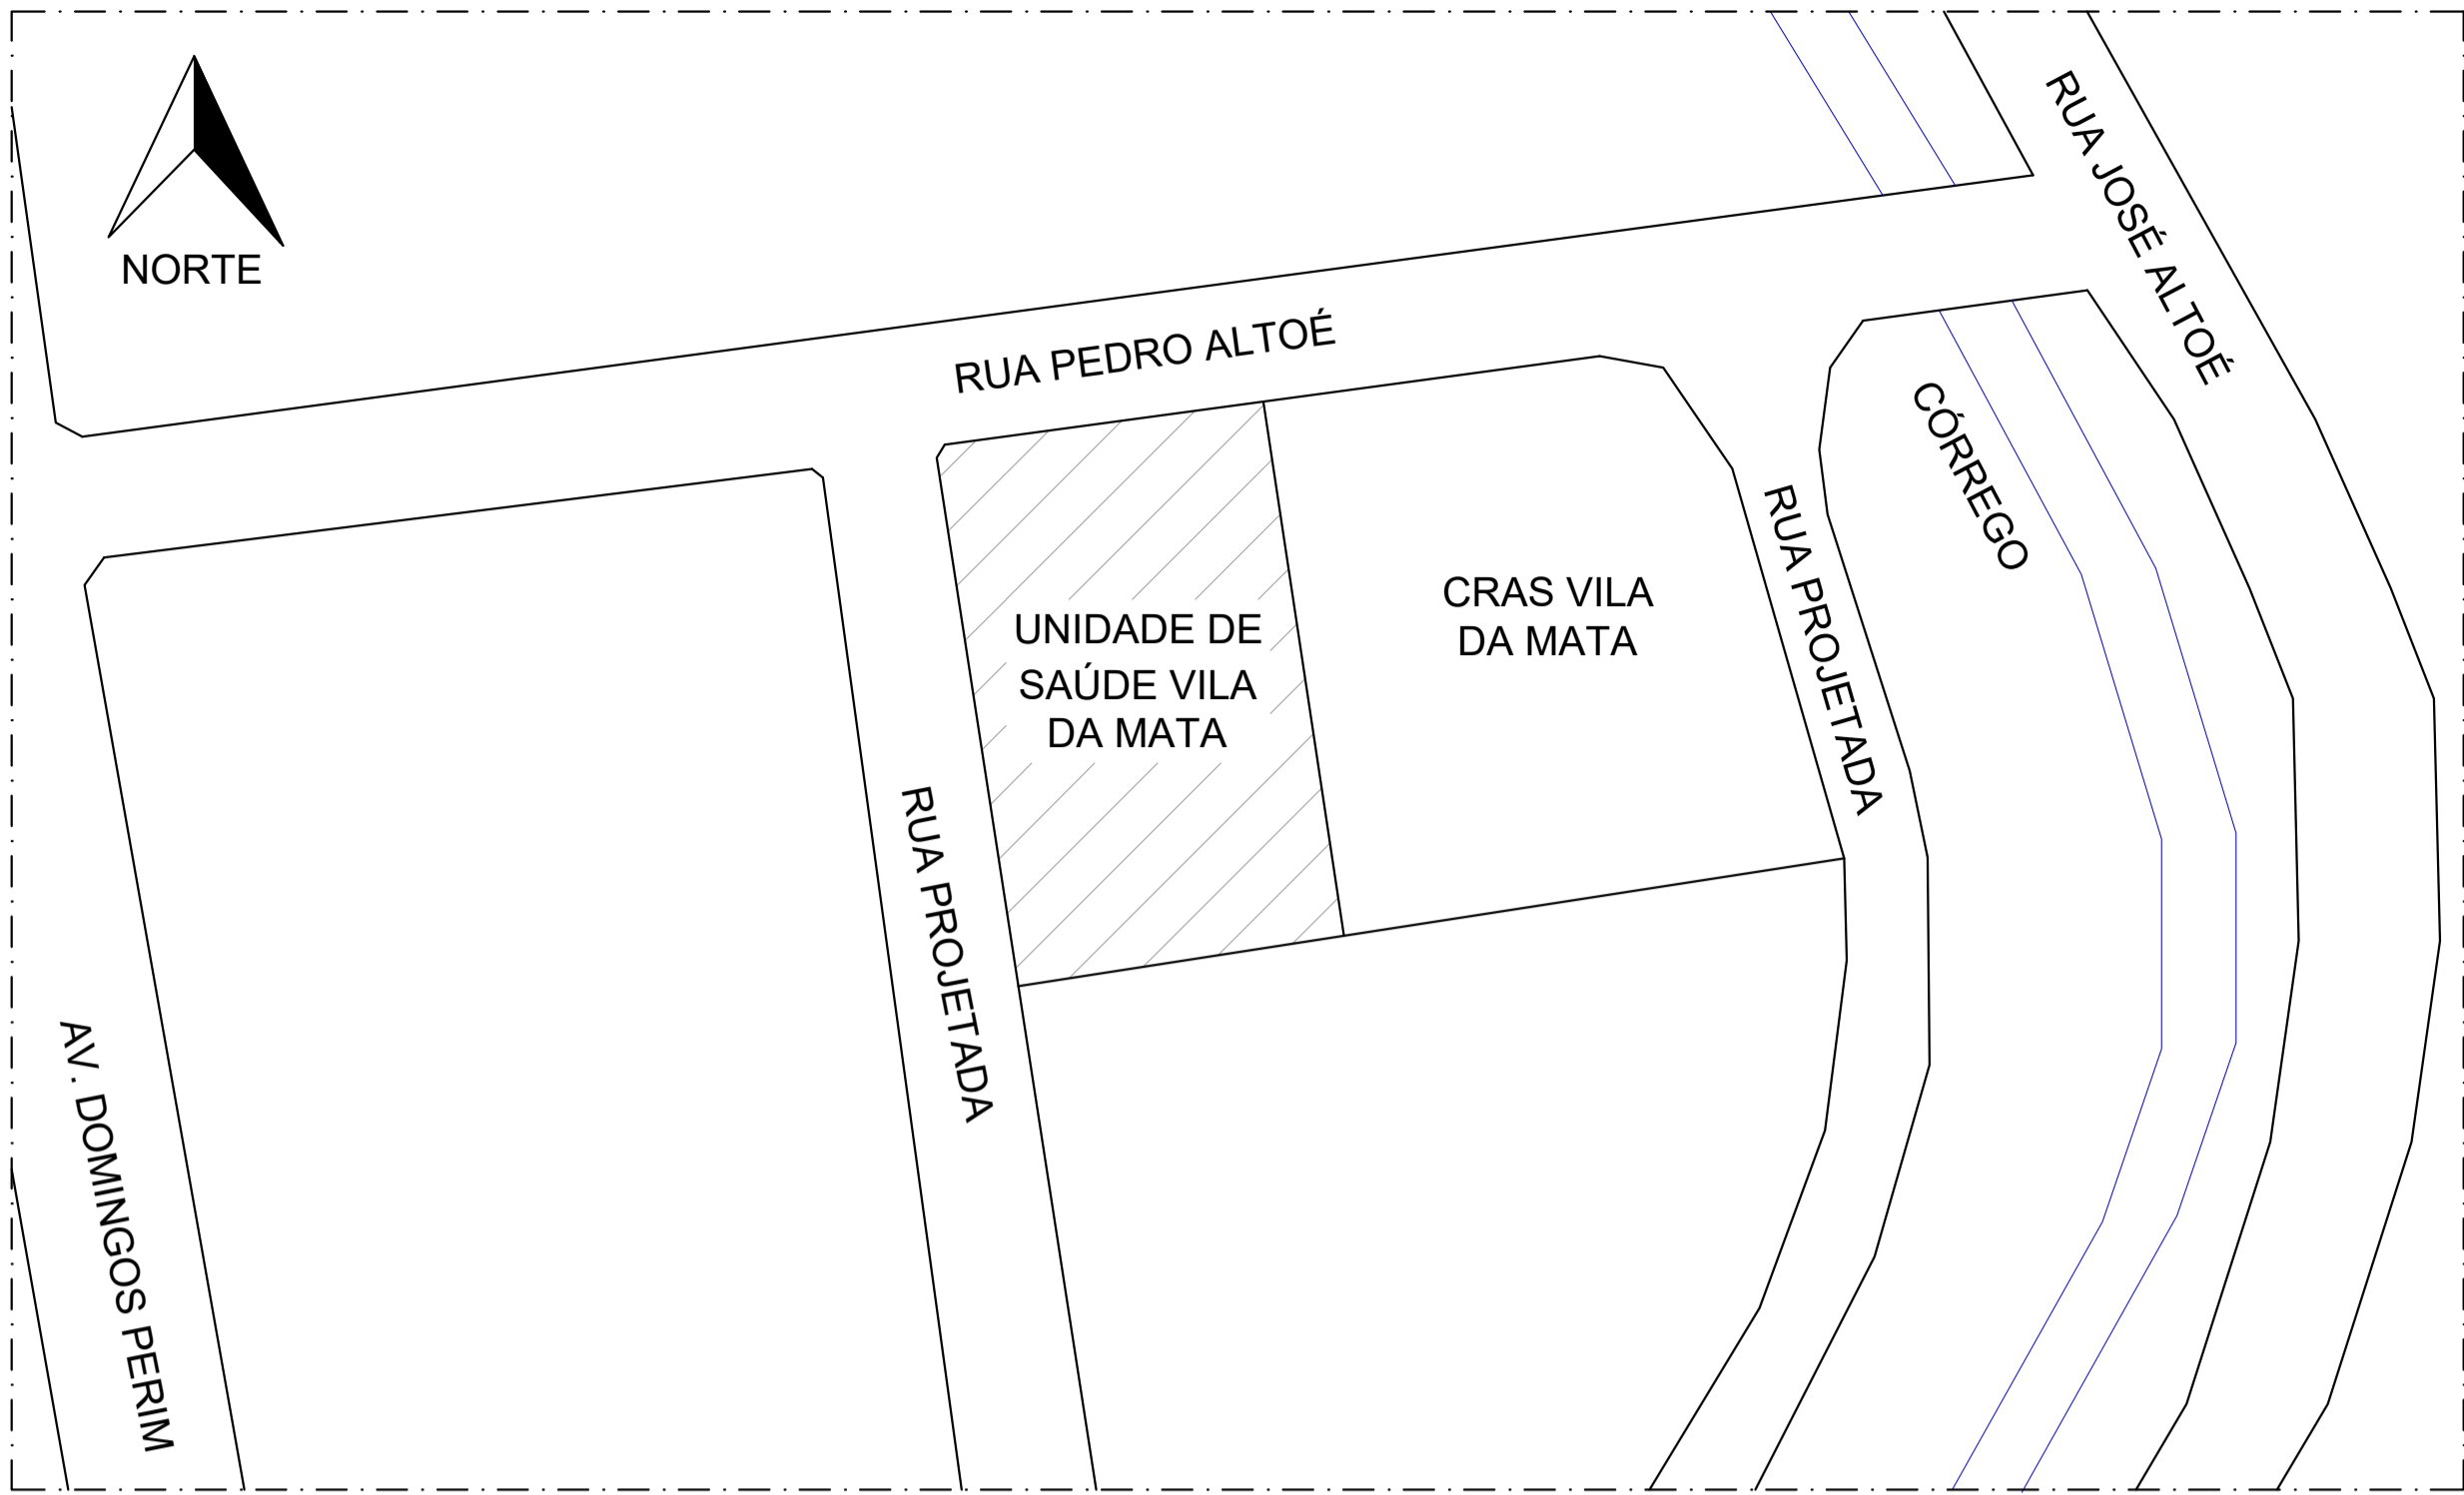 NORTE
RUA JOSÉ ALTOÉ
RUA PEDRO ALTOÉ
CÓRREGO
RUA PROJETADA
CRAS VILA
DA MATA
UNIDADE DE
SAÚDE VILA
DA MATA
RUA PROJETADA
AV. DOMINGOS PERIM